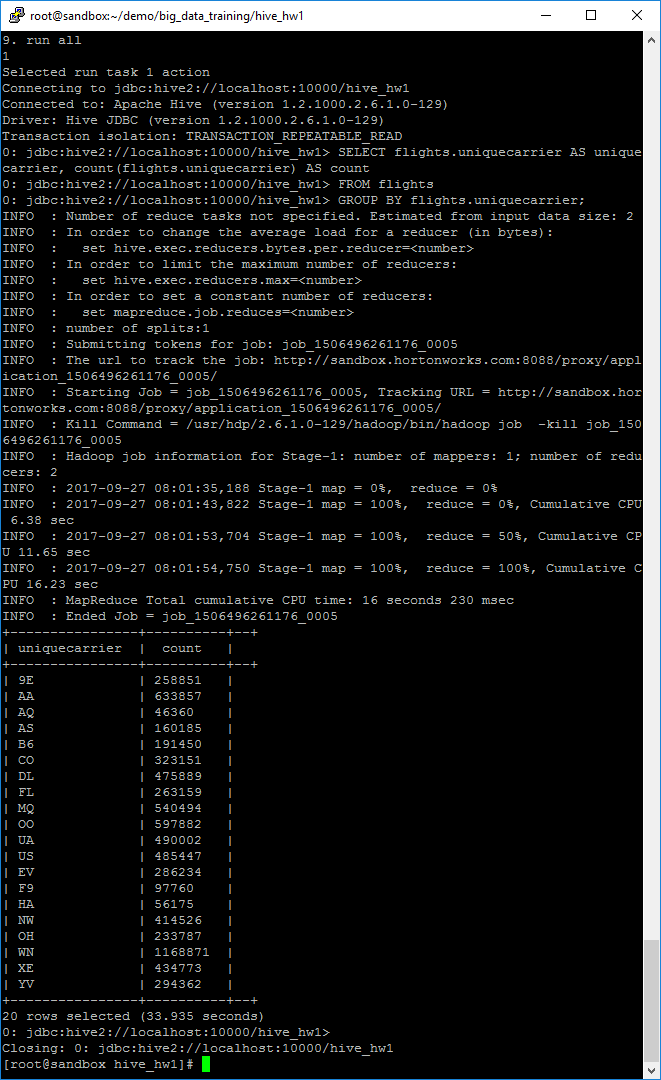 root@sandbox:~/demo/big_data_training/hive_hw1
9. run all
1
Selected run task 1 action
Connecting to jdbc:hive2://localhost:10000/hive_hw1
Connected to: Apache Hive (version 1.2.1000.2.6.1.0-129)
Driver: Hive JDBC (version 1.2.1000.2.6.1.0-129)
Transaction isolation: TRANSACTION_REPEATABLE_READ
0: jdbc:hive2://localhost:10000/hive_hw1> SELECT flights.uniquecarrier AS unique
carrier, count(flights.uniquecarrier) AS count
0: jdbc:hive2://localhost:10000/hive_hw1> FROM flights
0: jdbc:hive2://localhost:10000/hive_hw1> GROUP BY flights.uniquecarrier;
INFO  : Number of reduce tasks not specified. Estimated from input data size: 2
INFO  : In order to change the average load for a reducer (in bytes):
INFO  :   set hive.exec.reducers.bytes.per.reducer=<number>
INFO  : In order to limit the maximum number of reducers:
INFO  :   set hive.exec.reducers.max=<number>
INFO  : In order to set a constant number of reducers:
INFO  :   set mapreduce.job.reduces=<number>
INFO  : number of splits:1
INFO  : Submitting tokens for job: job_1506496261176_0005
INFO  : The url to track the job: http://sandbox.hortonworks.com:8088/proxy/appl
ication_1506496261176_0005/
INFO  : Starting Job = job_1506496261176_0005, Tracking URL = http://sandbox.hor
tonworks.com:8088/proxy/application_1506496261176_0005/
INFO  : Kill Command = /usr/hdp/2.6.1.0-129/hadoop/bin/hadoop job  -kill job_150
6496261176_0005
INFO  : Hadoop job information for Stage-1: number of mappers: 1; number of redu
cers: 2
INFO  : 2017-09-27 08:01:35,188 Stage-1 map = 0%,  reduce = 0%
INFO  : 2017-09-27 08:01:43,822 Stage-1 map = 100%,  reduce = 0%, Cumulative CPU
 6.38 sec
INFO  : 2017-09-27 08:01:53,704 Stage-1 map = 100%,  reduce = 50%, Cumulative CP
U 11.65 sec
INFO  : 2017-09-27 08:01:54,750 Stage-1 map = 100%,  reduce = 100%, Cumulative C
PU 16.23 sec
INFO  : MapReduce Total cumulative CPU time: 16 seconds 230 msec
INFO  : Ended Job = job_1506496261176_0005
+----------------+----------+--+
| uniquecarrier  |  count   |
+----------------+----------+--+
| 9E             | 258851   |
| AA             | 633857   |
| AQ             | 46360    |
| AS             | 160185   |
| B6             | 191450   |
| CO             | 323151   |
| DL             | 475889   |
| FL             | 263159   |
| MQ             | 540494   |
| OO             | 597882   |
| UA             | 490002   |
| US             | 485447   |
| EV             | 286234   |
| F9             | 97760    |
| HA             | 56175    |
| NW             | 414526   |
| OH             | 233787   |
| WN             | 1168871  |
| XE             | 434773   |
| YV             | 294362   |
+----------------+----------+--+
20 rows selected (33.935 seconds)
0: jdbc:hive2://localhost:10000/hive_hw1>
Closing: 0: jdbc:hive2://localhost:10000/hive_hw1
[root@sandbox hive_hw1]#